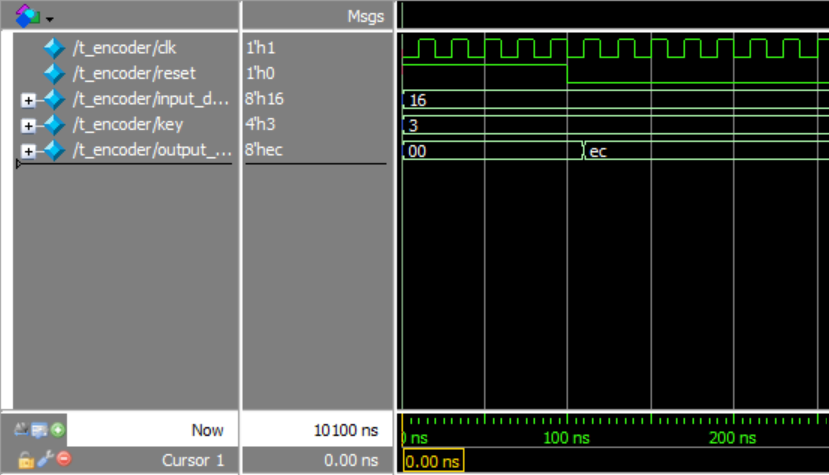 Msgs
/t_encoder/clk 1'h1
/t_encoder/reset 1'h0
/t_encoder/input_d... 8'h16 16
/t_encoder/key 4'h3 3
/t_encoder/output_... 8'hec 00 ec
Now 10100 ns 0 ns 100 ns 200 ns
Cursor 1 0.00 ns 0.00 ns